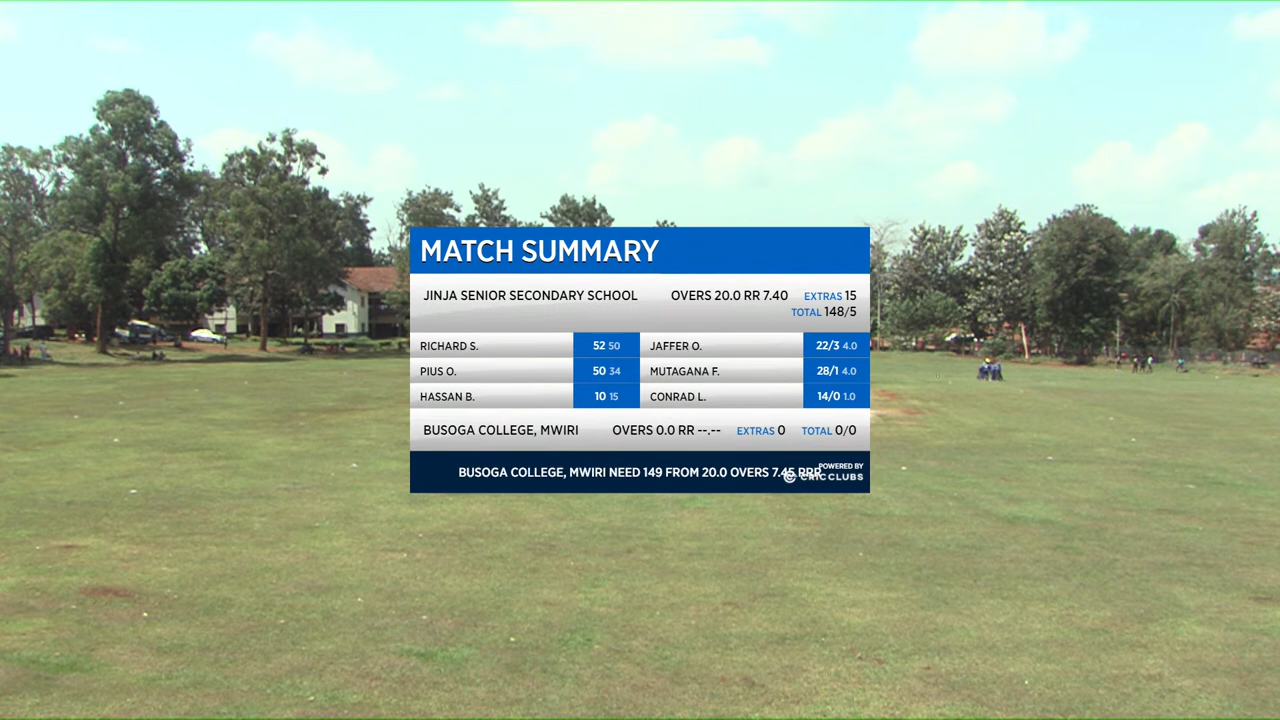 MATCH SUMMARY
JINJA SENIOR SECONDARY SCHOOL OVERS 20.0 RR 7.40 EXTRAS 15
TOTAL 148/5
RICHARD S. 52 50 JAFFER O. 22/3 4.0
PIUS O. 50 34 MUTAGANA F. 28/1 4.0
HASSAN B. 10 15 CONRAD L. 14/0 1.0
BUSOGA COLLEGE, MWIRI OVERS 0.0 RR --.-- EXTRAS 0 TOTAL 0/0
BUSOGA COLLEGE, MWIRI NEED 149 FROM 20.0 OVERS 7.45 RRR
POWERED BY
CRICCLUBS